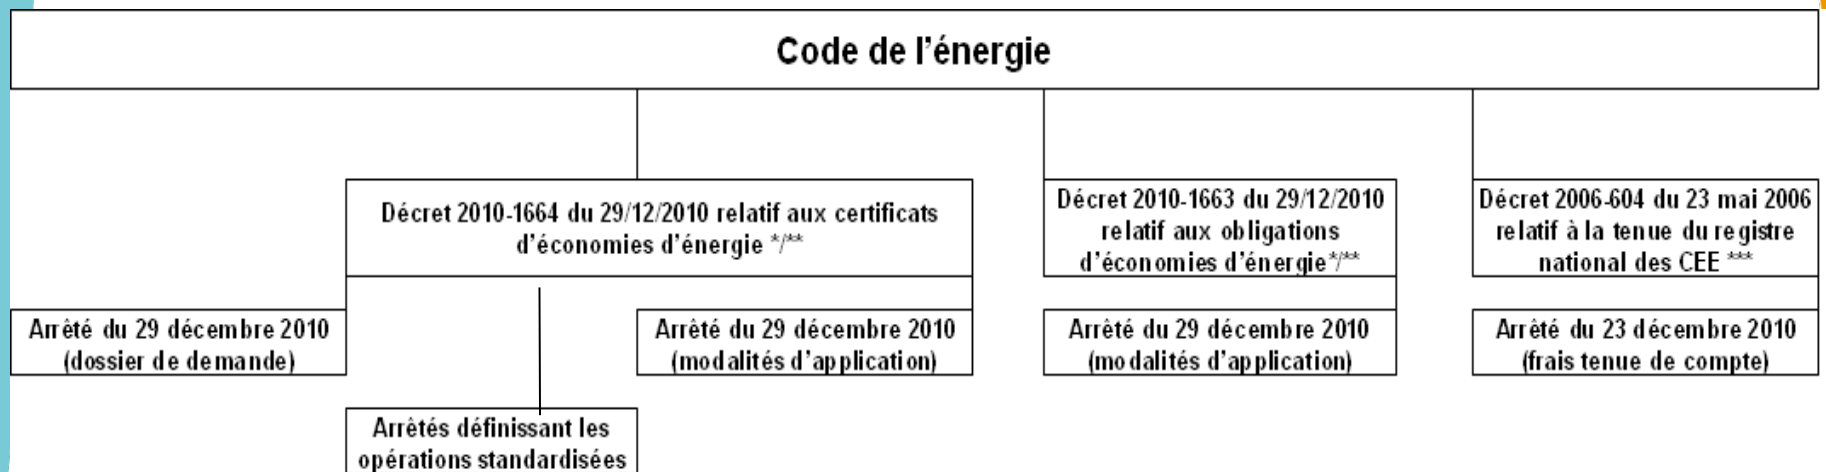 Code de l'énergie
Décret 2010-1664 du 29/12/2010 relatif aux certificats
d'économies d'énergie */**
Décret 2010-1663 du 29/12/2010
relatif aux obligations
d'économies d'énergie*/**
Décret 2006-604 du 23 mai 2006
relatif à la tenue du registre
national des CEE ***
Arrêté du 29 décembre 2010
(dossier de demande)
Arrêté du 29 décembre 2010
(modalités d'application)
Arrêté du 29 décembre 2010
(modalités d'application)
Arrêté du 23 décembre 2010
(frais tenue de compte)
Arrêtés définissant les
opérations standardisées